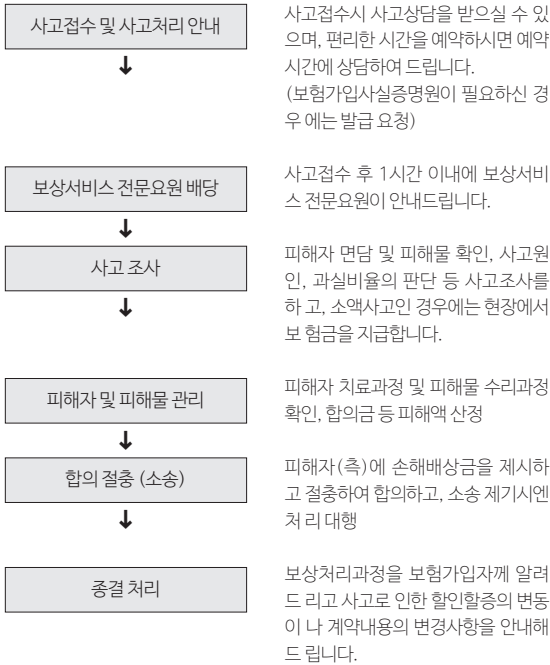 사고접수 및 사고처리 안내
↓
사고접수시 사고상담을 받으실 수 있
으며, 편리한 시간을 예약하시면 예약
시간에 상담하여 드립니다.
(보험가입사실증명원이 필요하신 경
우 에는 발급 요청)
보상서비스 전문요원 배당
↓
사고접수 후 1시간 이내에 보상서비
스 전문요원이 안내드립니다.
사고 조사
↓
피해자 면담 및 피해물 확인, 사고원
인, 과실비율의 판단 등 사고조사를
하 고, 소액사고인 경우에는 현장에서
보 험금을 지급합니다.
피해자 및 피해물 관리
↓
피해자 치료과정 및 피해물 수리과정
확인, 합의금 등 피해액 산정
합의 절충 (소송)
↓
피해자(측)에 손해배상금을 제시하
고 절충하여 합의하고, 소송 제기시엔
처 리 대행
종결 처리
보상처리과정을 보험가입자께 알려
드 리고 사고로 인한 할인할증의 변동
이 나 계약내용의 변경사항을 안내해
드 립니다.